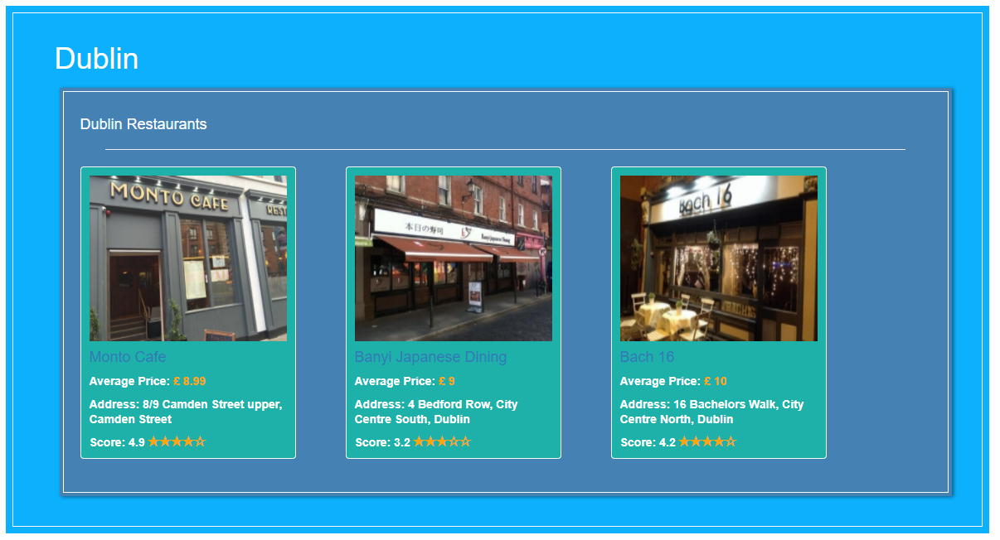 Dublin
Dublin Restaurants
MONTO CAFE
本日の寿司
Banyi Japanese Dining
Bach 16
Monto Cafe
Banyi Japanese Dining
Bach 16
Average Price: £ 8.99
Average Price: £ 9
Average Price: £ 10
Address: 8/9 Camden Street upper,
Camden Street
Address: 4 Bedford Row, City
Centre South, Dublin
Address: 16 Bachelors Walk, City
Centre North, Dublin
Score: 4.9 ★★★★☆
Score: 3.2 ★★★☆☆
Score: 4.2 ★★★★☆